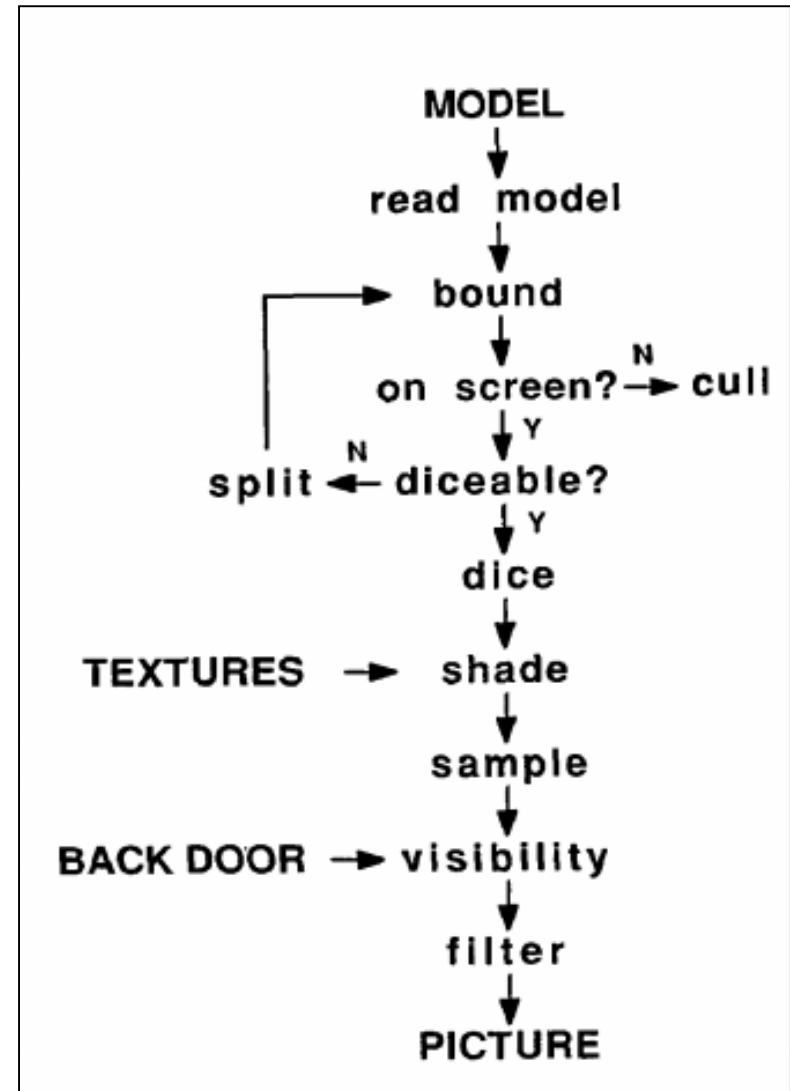 MODEL
read model
bound
N
on screen? cull
Y
N
split diceable?
Y
dice
TEXTURES shade
sample
BACK DOOR visibility
filter
PICTURE